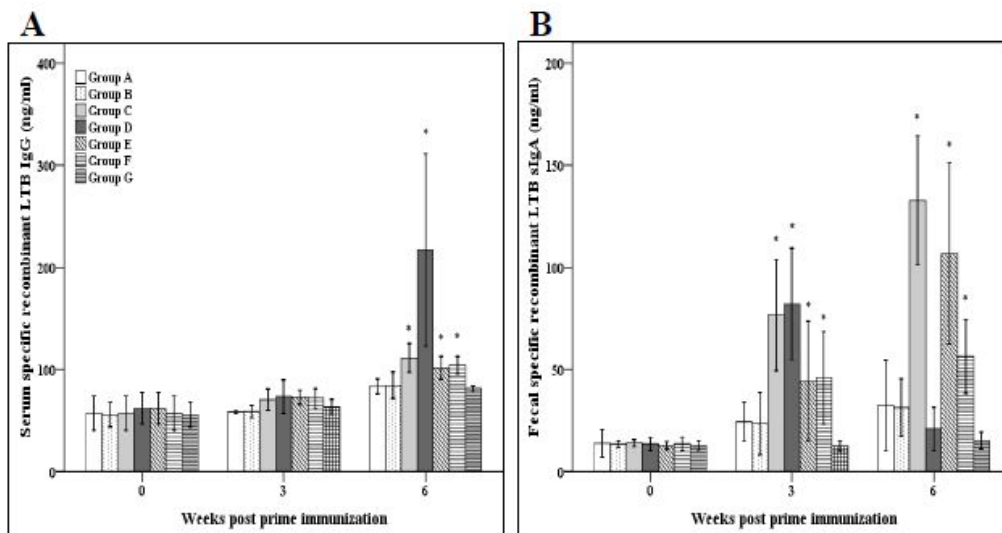 A
Serum specific recombinant LTB IgG (ng/ml)
400
300
200
100
0
Group A
Group B
Group C
Group D
Group E
Group F
Group G
*
*
*
*
0
3
6
Weeks post prime immunization
B
Fecal specific recombinant LTB sIgA (ng/ml)
200
150
100
50
0
*
*
*
*
*
*
*
0
3
6
Weeks post prime immunization